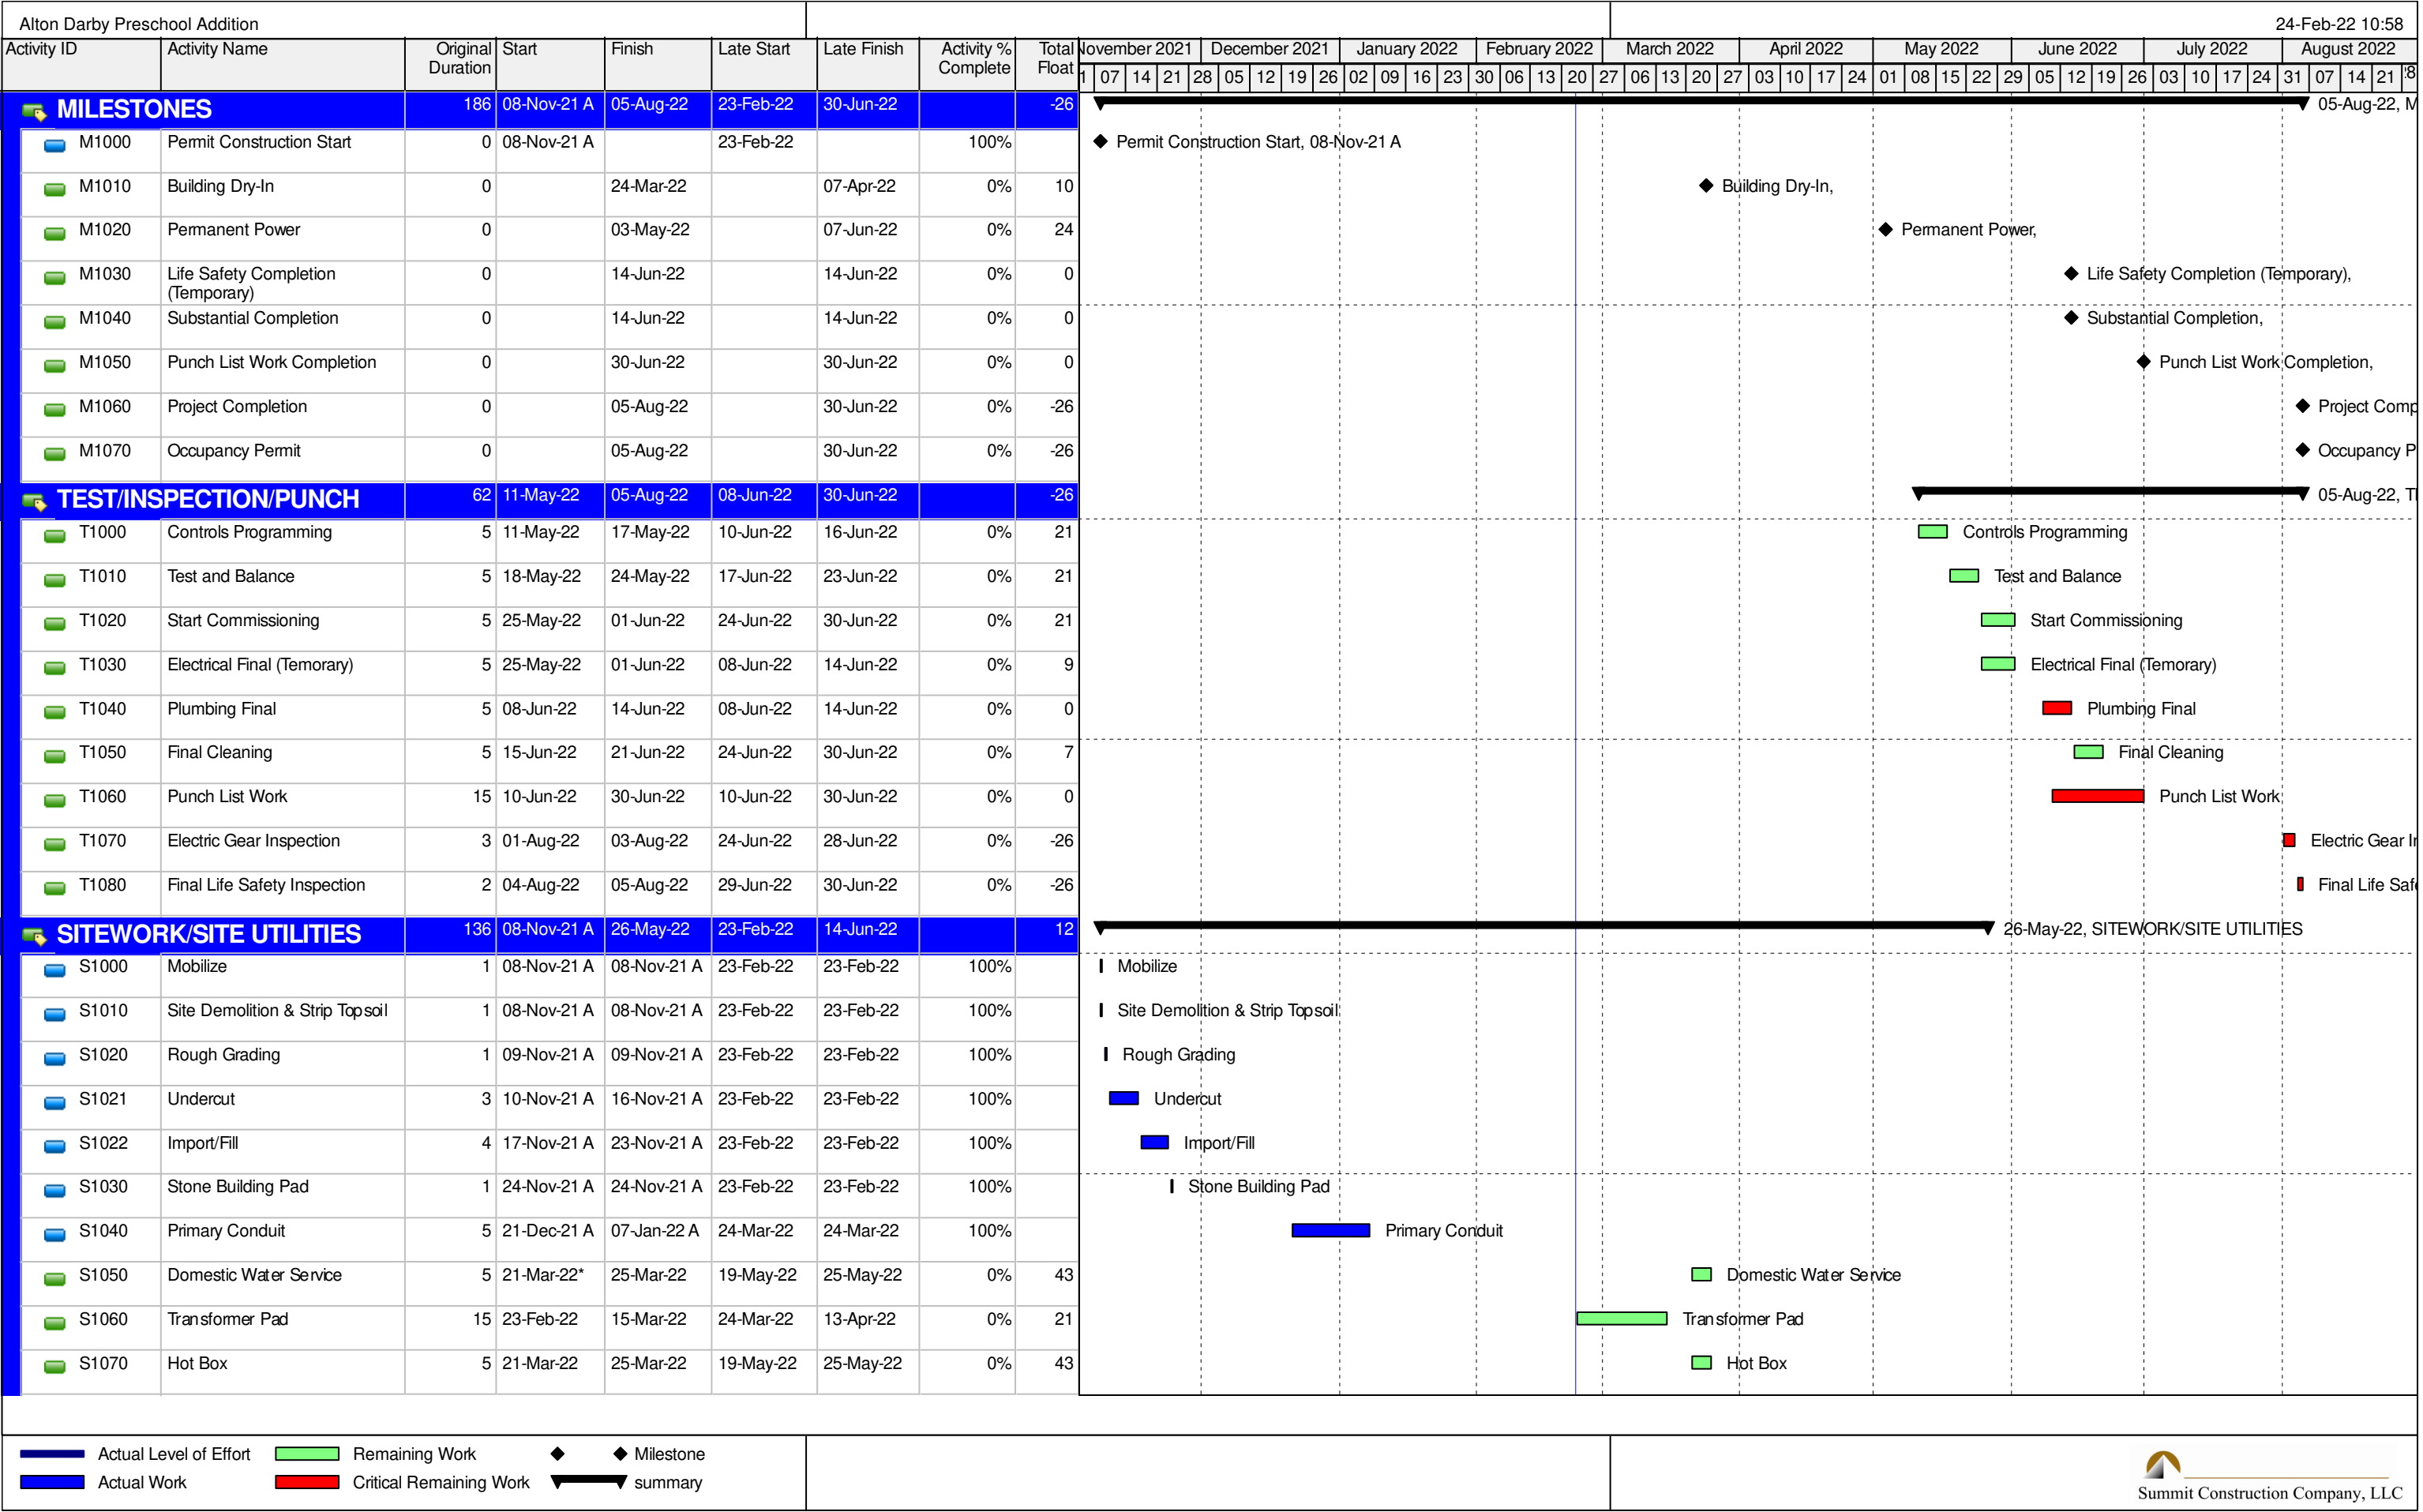 Alton Darby Preschool Addition 24-Feb-22 10:58
Activity ID Activity Name Original Duration Start Finish Late Start Late Finish Activity % Complete Total Float November 2021 December 2021 January 2022 February 2022 March 2022 April 2022 May 2022 June 2022 July 2022 August 2022
1 07 14 21 28 05 12 19 26 02 09 16 23 30 06 13 20 27 06 13 20 27 03 10 17 24 01 08 15 22 29 05 12 19 26 03 10 17 24 31 07 14 21
MILESTONES 186 08-Nov-21 A 05-Aug-22 23-Feb-22 30-Jun-22 -26 05-Aug-22, M
M1000 Permit Construction Start 0 08-Nov-21 A 23-Feb-22 100% Permit Construction Start, 08-Nov-21 A
M1010 Building Dry-In 0 24-Mar-22 07-Apr-22 0% 10 Building Dry-In,
M1020 Permanent Power 0 03-May-22 07-Jun-22 0% 24 Permanent Power,
M1030 Life Safety Completion (Temporary) 0 14-Jun-22 14-Jun-22 0% 0 Life Safety Completion (Temporary),
M1040 Substantial Completion 0 14-Jun-22 14-Jun-22 0% 0 Substantial Completion,
M1050 Punch List Work Completion 0 30-Jun-22 30-Jun-22 0% 0 Punch List Work Completion,
M1060 Project Completion 0 05-Aug-22 30-Jun-22 0% -26 Project Comp
M1070 Occupancy Permit 0 05-Aug-22 30-Jun-22 0% -26 Occupancy P
TEST/INSPECTION/PUNCH 62 11-May-22 05-Aug-22 08-Jun-22 30-Jun-22 -26 05-Aug-22, T
T1000 Controls Programming 5 11-May-22 17-May-22 10-Jun-22 16-Jun-22 0% 21 Controls Programming
T1010 Test and Balance 5 18-May-22 24-May-22 17-Jun-22 23-Jun-22 0% 21 Test and Balance
T1020 Start Commissioning 5 25-May-22 01-Jun-22 24-Jun-22 30-Jun-22 0% 21 Start Commissioning
T1030 Electrical Final (Temorary) 5 25-May-22 01-Jun-22 08-Jun-22 14-Jun-22 0% 9 Electrical Final (Temorary)
T1040 Plumbing Final 5 08-Jun-22 14-Jun-22 08-Jun-22 14-Jun-22 0% 0 Plumbing Final
T1050 Final Cleaning 5 15-Jun-22 21-Jun-22 24-Jun-22 30-Jun-22 0% 7 Final Cleaning
T1060 Punch List Work 15 10-Jun-22 30-Jun-22 10-Jun-22 30-Jun-22 0% 0 Punch List Work
T1070 Electric Gear Inspection 3 01-Aug-22 03-Aug-22 24-Jun-22 28-Jun-22 0% -26 Electric Gear I
T1080 Final Life Safety Inspection 2 04-Aug-22 05-Aug-22 29-Jun-22 30-Jun-22 0% -26 Final Life Safe
SITEWORK/SITE UTILITIES 136 08-Nov-21 A 26-May-22 23-Feb-22 14-Jun-22 12 26-May-22, SITEWORK/SITE UTILITIES
S1000 Mobilize 1 08-Nov-21 A 08-Nov-21 A 23-Feb-22 23-Feb-22 100% Mobilize
S1010 Site Demolition & Strip Topsoil 1 08-Nov-21 A 08-Nov-21 A 23-Feb-22 23-Feb-22 100% Site Demolition & Strip Topsoil
S1020 Rough Grading 1 09-Nov-21 A 09-Nov-21 A 23-Feb-22 23-Feb-22 100% Rough Grading
S1021 Undercut 3 10-Nov-21 A 16-Nov-21 A 23-Feb-22 23-Feb-22 100% Undercut
S1022 Import/Fill 4 17-Nov-21 A 23-Nov-21 A 23-Feb-22 23-Feb-22 100% Import/Fill
S1030 Stone Building Pad 1 24-Nov-21 A 24-Nov-21 A 23-Feb-22 23-Feb-22 100% Stone Building Pad
S1040 Primary Conduit 5 21-Dec-21 A 07-Jan-22 A 24-Mar-22 24-Mar-22 100% Primary Conduit
S1050 Domestic Water Service 5 21-Mar-22* 25-Mar-22 19-May-22 25-May-22 0% 43 Domestic Water Service
S1060 Transformer Pad 15 23-Feb-22 15-Mar-22 24-Mar-22 13-Apr-22 0% 21 Transformer Pad
S1070 Hot Box 5 21-Mar-22 25-Mar-22 19-May-22 25-May-22 0% 43 Hot Box
Actual Level of Effort Remaining Work Milestone
Actual Work Critical Remaining Work summary
Summit Construction Company, LLC